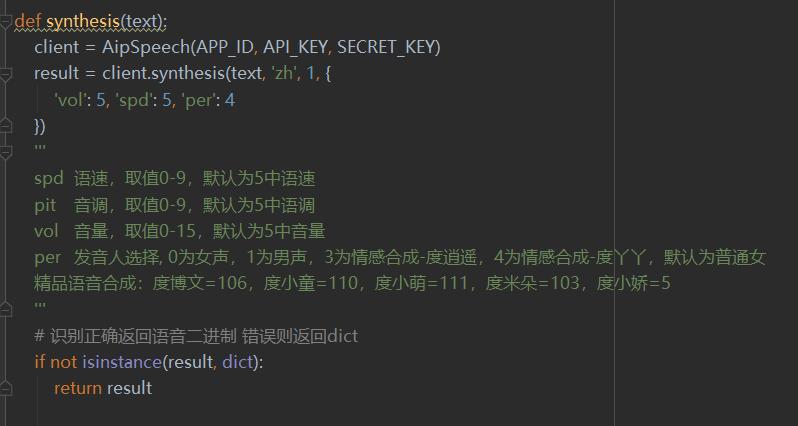 def synthesis(text):
    client = AipSpeech(APP_ID, API_KEY, SECRET_KEY)
    result = client.synthesis(text, 'zh', 1, {
        'vol': 5, 'spd': 5, 'per': 4
    })
    '''
    spd  语速，取值0-9，默认为5中语速
    pit  音调，取值0-9，默认为5中语调
    vol  音量，取值0-15，默认为5中音量
    per  发音人选择, 0为女声，1为男声，3为情感合成-度逍遥，4为情感合成-度丫丫，默认为普通女
    精品语音合成：度博文=106，度小童=110，度小萌=111，度米朵=103，度小娇=5
    '''
    # 识别正确返回语音二进制 错误则返回dict
    if not isinstance(result, dict):
        return result